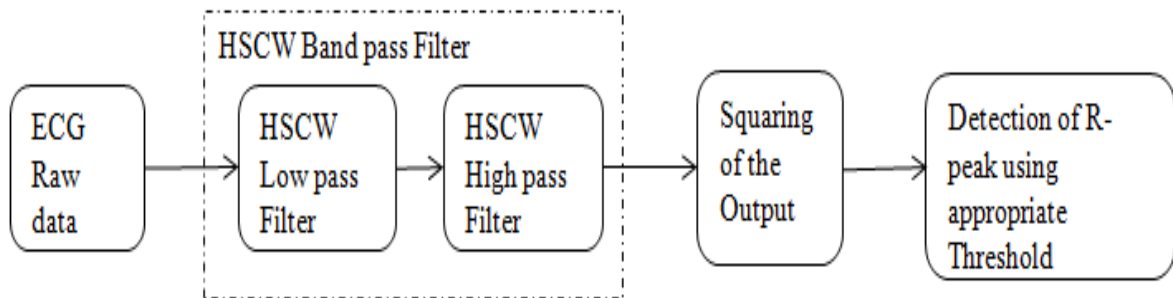 HSCW Band pass Filter
ECG
Raw
data
HSCW
Low pass
Filter
HSCW
High pass
Filter
Squaring
of the
Output
Detection of R-
peak using
appropriate
Threshold